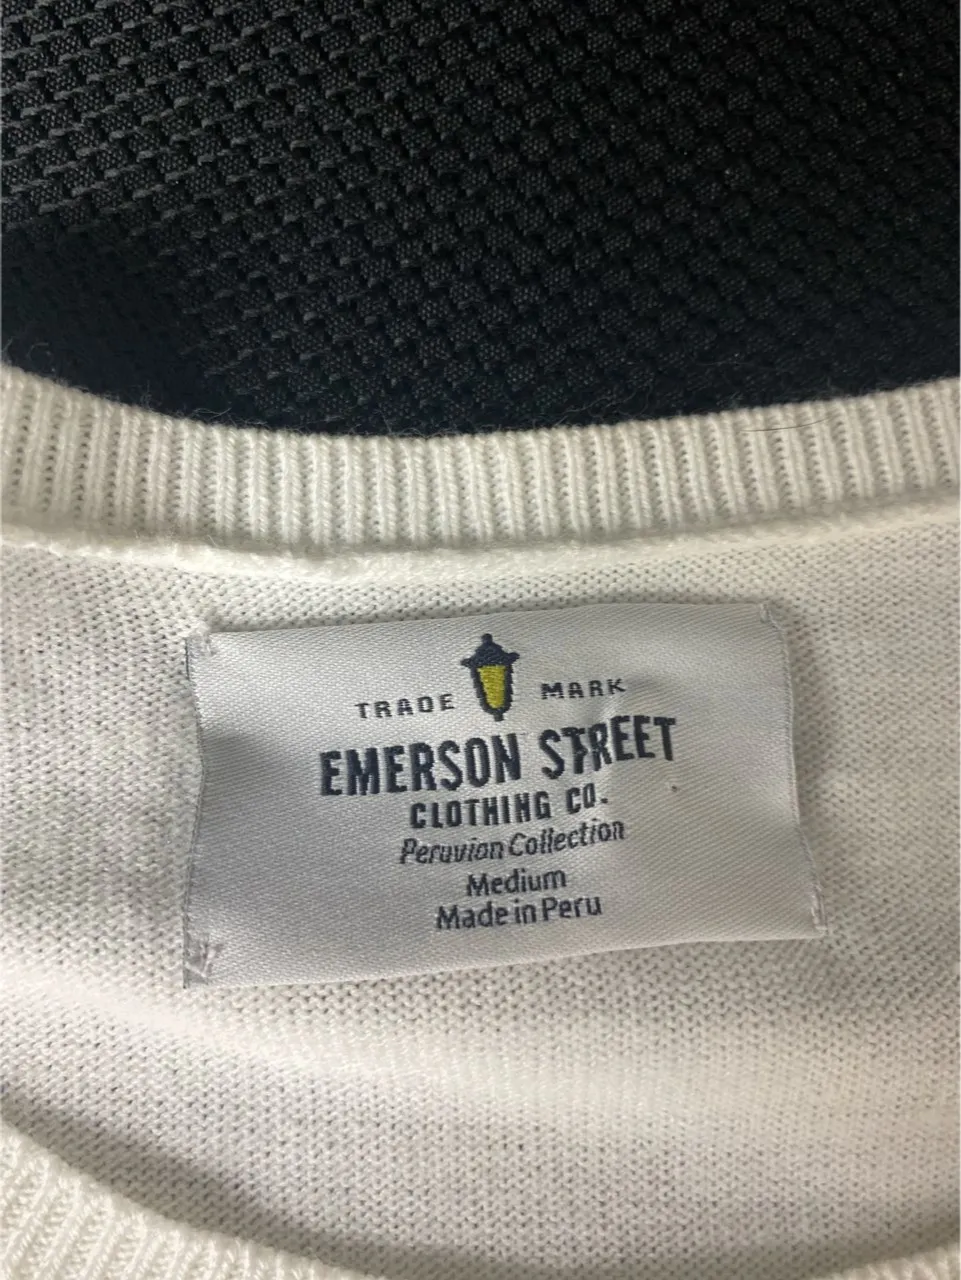 TRADE MARK
EMERSON STREET
CLOTHING CO.
Peruvian Collection
Medium
Made in Peru